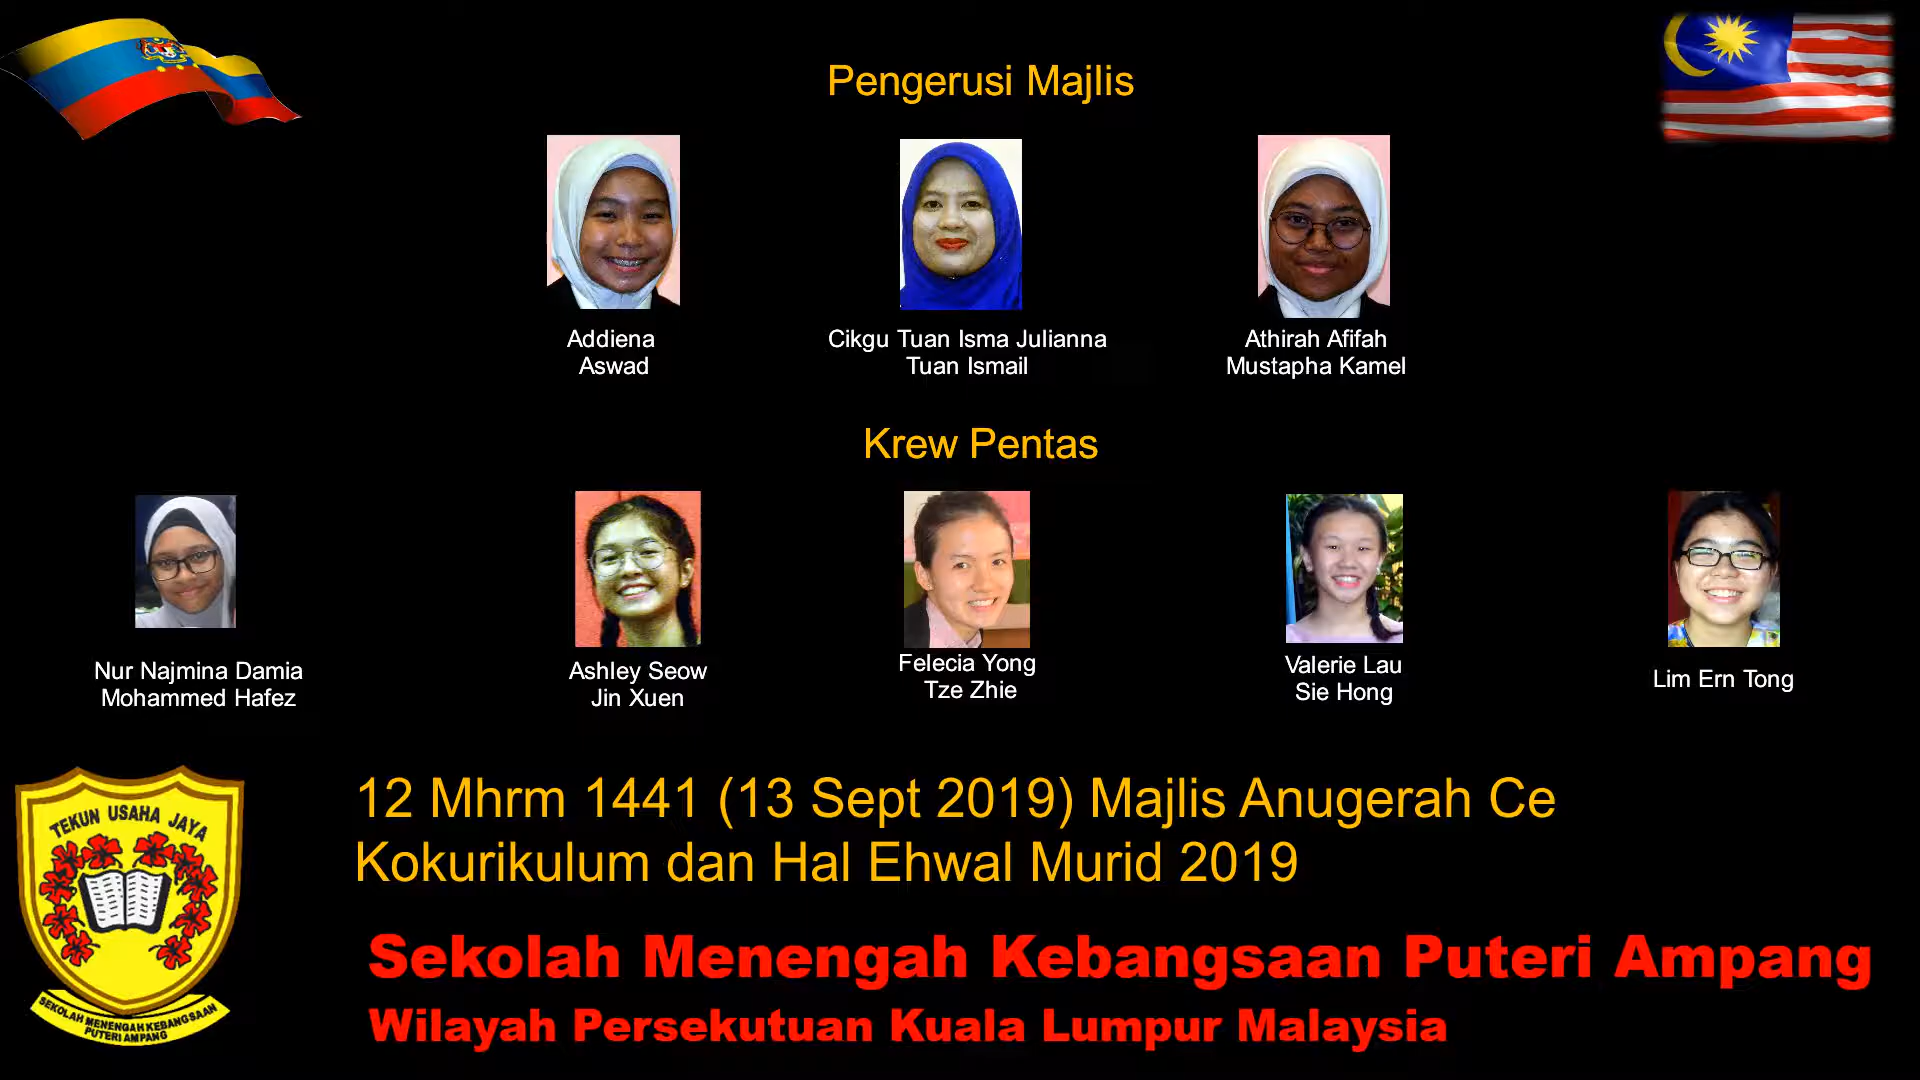 Pengerusi Majlis
Addiena
Aswad
Cikgu Tuan Isma Julianna
Tuan Ismail
Athirah Afifah
Mustapha Kamel
Krew Pentas
Nur Najmina Damia
Mohammed Hafez
Ashley Seow
Jin Xuen
Felecia Yong
Tze Zhie
Valerie Lau
Sie Hong
Lim Ern Tong
TEKUN USAHA JAYA
SEKOLAH MENENGAH KEBANGSAAN
PUTERI AMPANG
12 Mhrm 1441 (13 Sept 2019) Majlis Anugerah Ce
Kokurikulum dan Hal Ehwal Murid 2019
Sekolah Menengah Kebangsaan Puteri Ampang
Wilayah Persekutuan Kuala Lumpur Malaysia